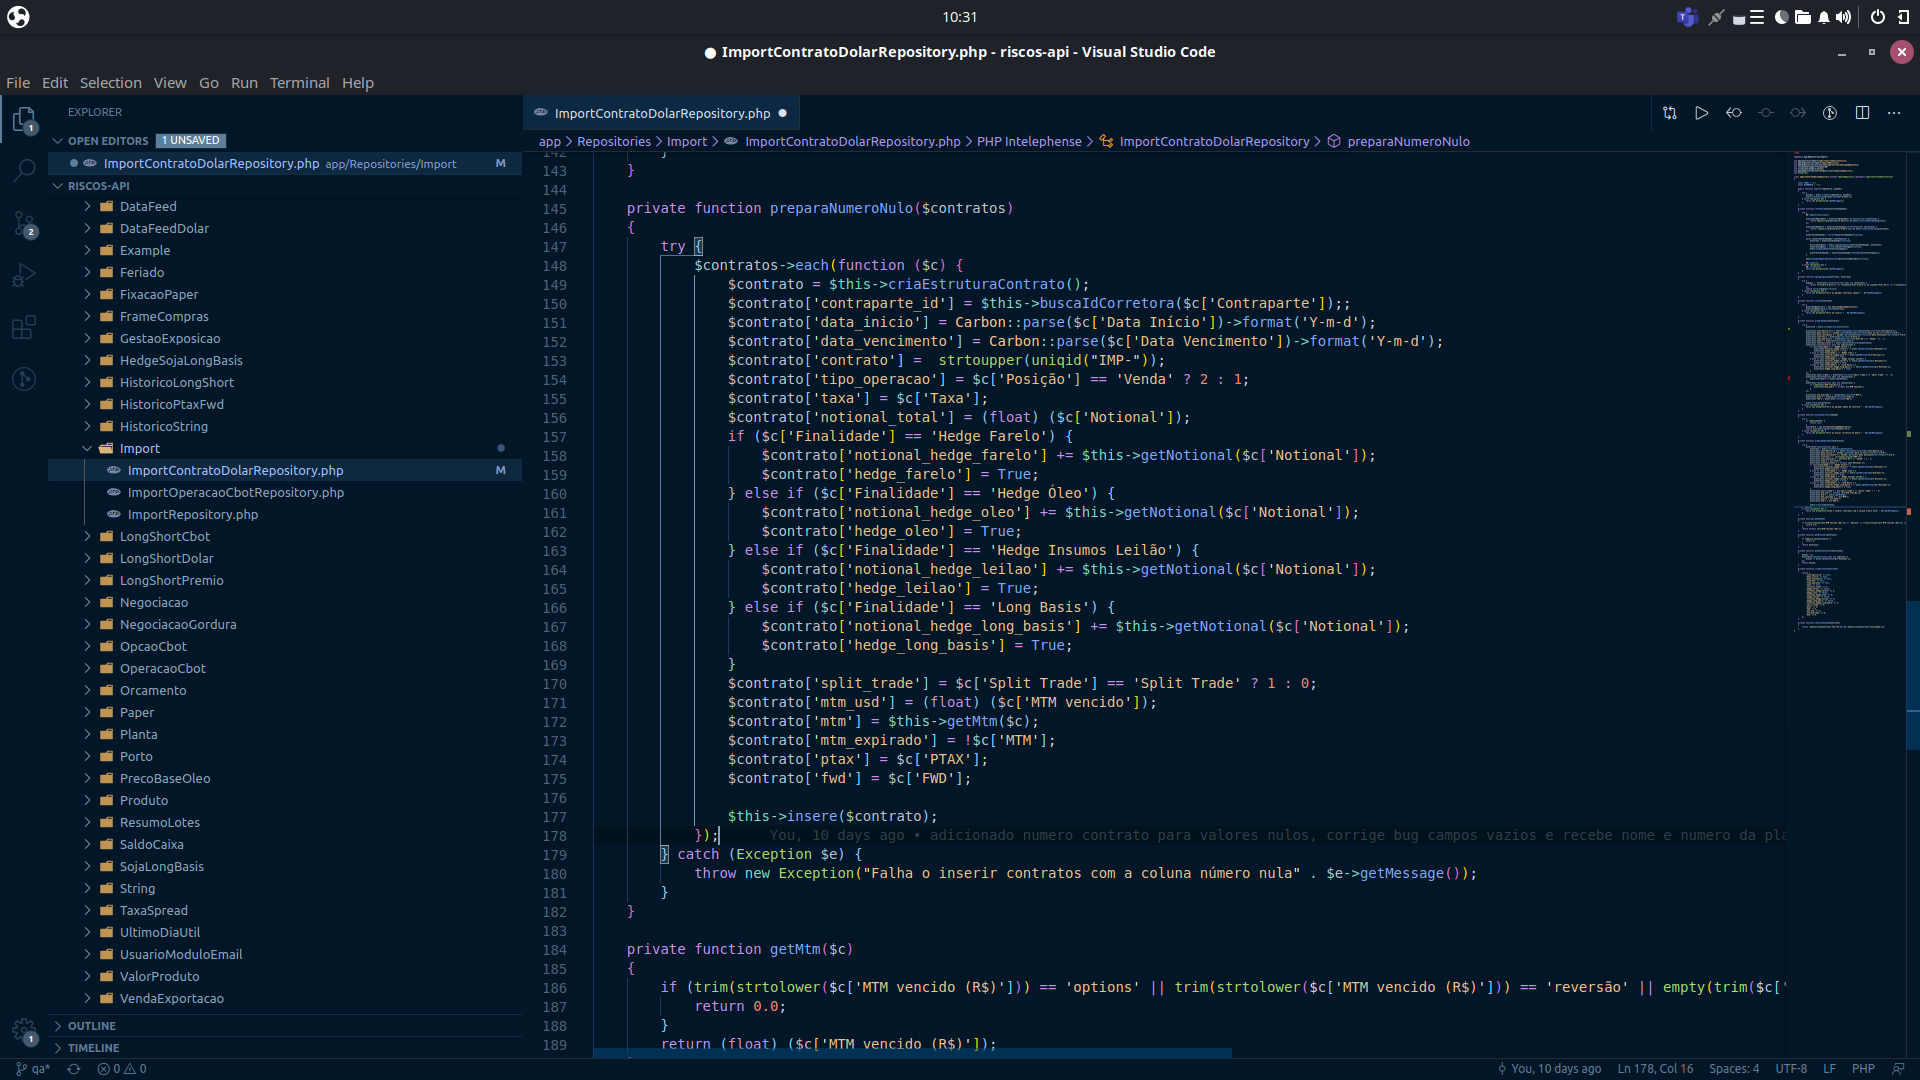 10:31
ImportContratoDolarRepository.php - riscos-api - Visual Studio Code
File Edit Selection View Go Run Terminal Help
EXPLORER
OPEN EDITORS 1 UNSAVED
ImportContratoDolarRepository.php app/Repositories/Import M
RISCOS-API
DataFeed
DataFeedDolar
Example
Feriado
FixacaoPaper
FrameCompras
GestaoExposicao
HedgeSojaLongBasis
HistoricoLongShort
HistoricoPtaxFwd
HistoricoString
Import
ImportContratoDolarRepository.php M
ImportOperacaoCbotRepository.php
ImportRepository.php
LongShortCbot
LongShortDolar
LongShortPremio
Negociacao
NegociacaoGordura
OpcaoCbot
OperacaoCbot
Orcamento
Paper
Planta
Porto
PrecoBaseOleo
Produto
ResumoLotes
SaldoCaixa
SojaLongBasis
String
TaxaSpread
UltimoDiaUtil
UsuarioModuloEmail
ValorProduto
VendaExportacao
OUTLINE
TIMELINE
1
2
1
ImportContratoDolarRepository.php
app > Repositories > Import > ImportContratoDolarRepository.php > PHP Intelephense > ImportContratoDolarRepository > preparaNumeroNulo
142 }
143 }
144
145 private function preparaNumeroNulo($contratos)
146 {
147 try {
148 $contratos->each(function ($c) {
149 $contrato = $this->criaEstruturaContrato();
150 $contrato['contraparte_id'] = $this->buscaIdCorretora($c['Contraparte']);;
151 $contrato['data_inicio'] = Carbon::parse($c['Data Início'])->format('Y-m-d');
152 $contrato['data_vencimento'] = Carbon::parse($c['Data Vencimento'])->format('Y-m-d');
153 $contrato['contrato'] =  strtoupper(uniqid("IMP-"));
154 $contrato['tipo_operacao'] = $c['Posição'] == 'Venda' ? 2 : 1;
155 $contrato['taxa'] = $c['Taxa'];
156 $contrato['notional_total'] = (float) ($c['Notional']);
157 if ($c['Finalidade'] == 'Hedge Farelo') {
158 $contrato['notional_hedge_farelo'] += $this->getNotional($c['Notional']);
159 $contrato['hedge_farelo'] = True;
160 } else if ($c['Finalidade'] == 'Hedge Óleo') {
161 $contrato['notional_hedge_oleo'] += $this->getNotional($c['Notional']);
162 $contrato['hedge_oleo'] = True;
163 } else if ($c['Finalidade'] == 'Hedge Insumos Leilão') {
164 $contrato['notional_hedge_leilao'] += $this->getNotional($c['Notional']);
165 $contrato['hedge_leilao'] = True;
166 } else if ($c['Finalidade'] == 'Long Basis') {
167 $contrato['notional_hedge_long_basis'] += $this->getNotional($c['Notional']);
168 $contrato['hedge_long_basis'] = True;
169 }
170 $contrato['split_trade'] = $c['Split Trade'] == 'Split Trade' ? 1 : 0;
171 $contrato['mtm_usd'] = (float) ($c['MTM vencido']);
172 $contrato['mtm'] = $this->getMtm($c);
173 $contrato['mtm_expirado'] = !$c['MTM'];
174 $contrato['ptax'] = $c['PTAX'];
175 $contrato['fwd'] = $c['FWD'];
176
177 $this->insere($contrato);
178 }); You, 10 days ago • adicionado numero contrato para valores nulos, corrige bug campos vazios e recebe nome e numero da pla
179 } catch (Exception $e) {
180 throw new Exception("Falha o inserir contratos com a coluna número nula" . $e->getMessage());
181 }
182 }
183
184 private function getMtm($c)
185 {
186 if (trim(strtolower($c['MTM vencido (R$)'])) == 'options' || trim(strtolower($c['MTM vencido (R$)'])) == 'reversão' || empty(trim($c['
187 return 0.0;
188 }
189 return (float) ($c['MTM vencido (R$)']);
qa* 0 0 You, 10 days ago Ln 178, Col 16 Spaces: 4 UTF-8 LF PHP